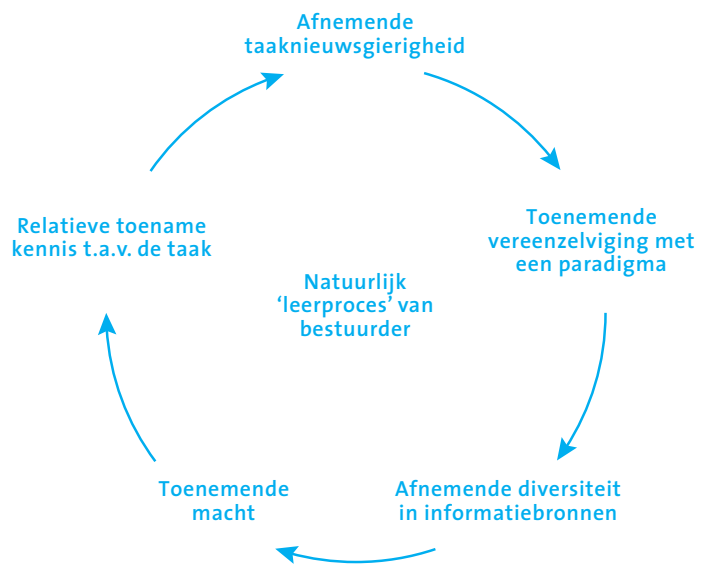 Afnemende
taaknieuwsgierigheid
Toenemende
vereenzelviging met
een paradigma
Afnemende diversiteit
in informatiebronnen
Toenemende
macht
Relatieve toename
kennis t.a.v. de taak
Natuurlijk
‘leerproces’ van
bestuurder